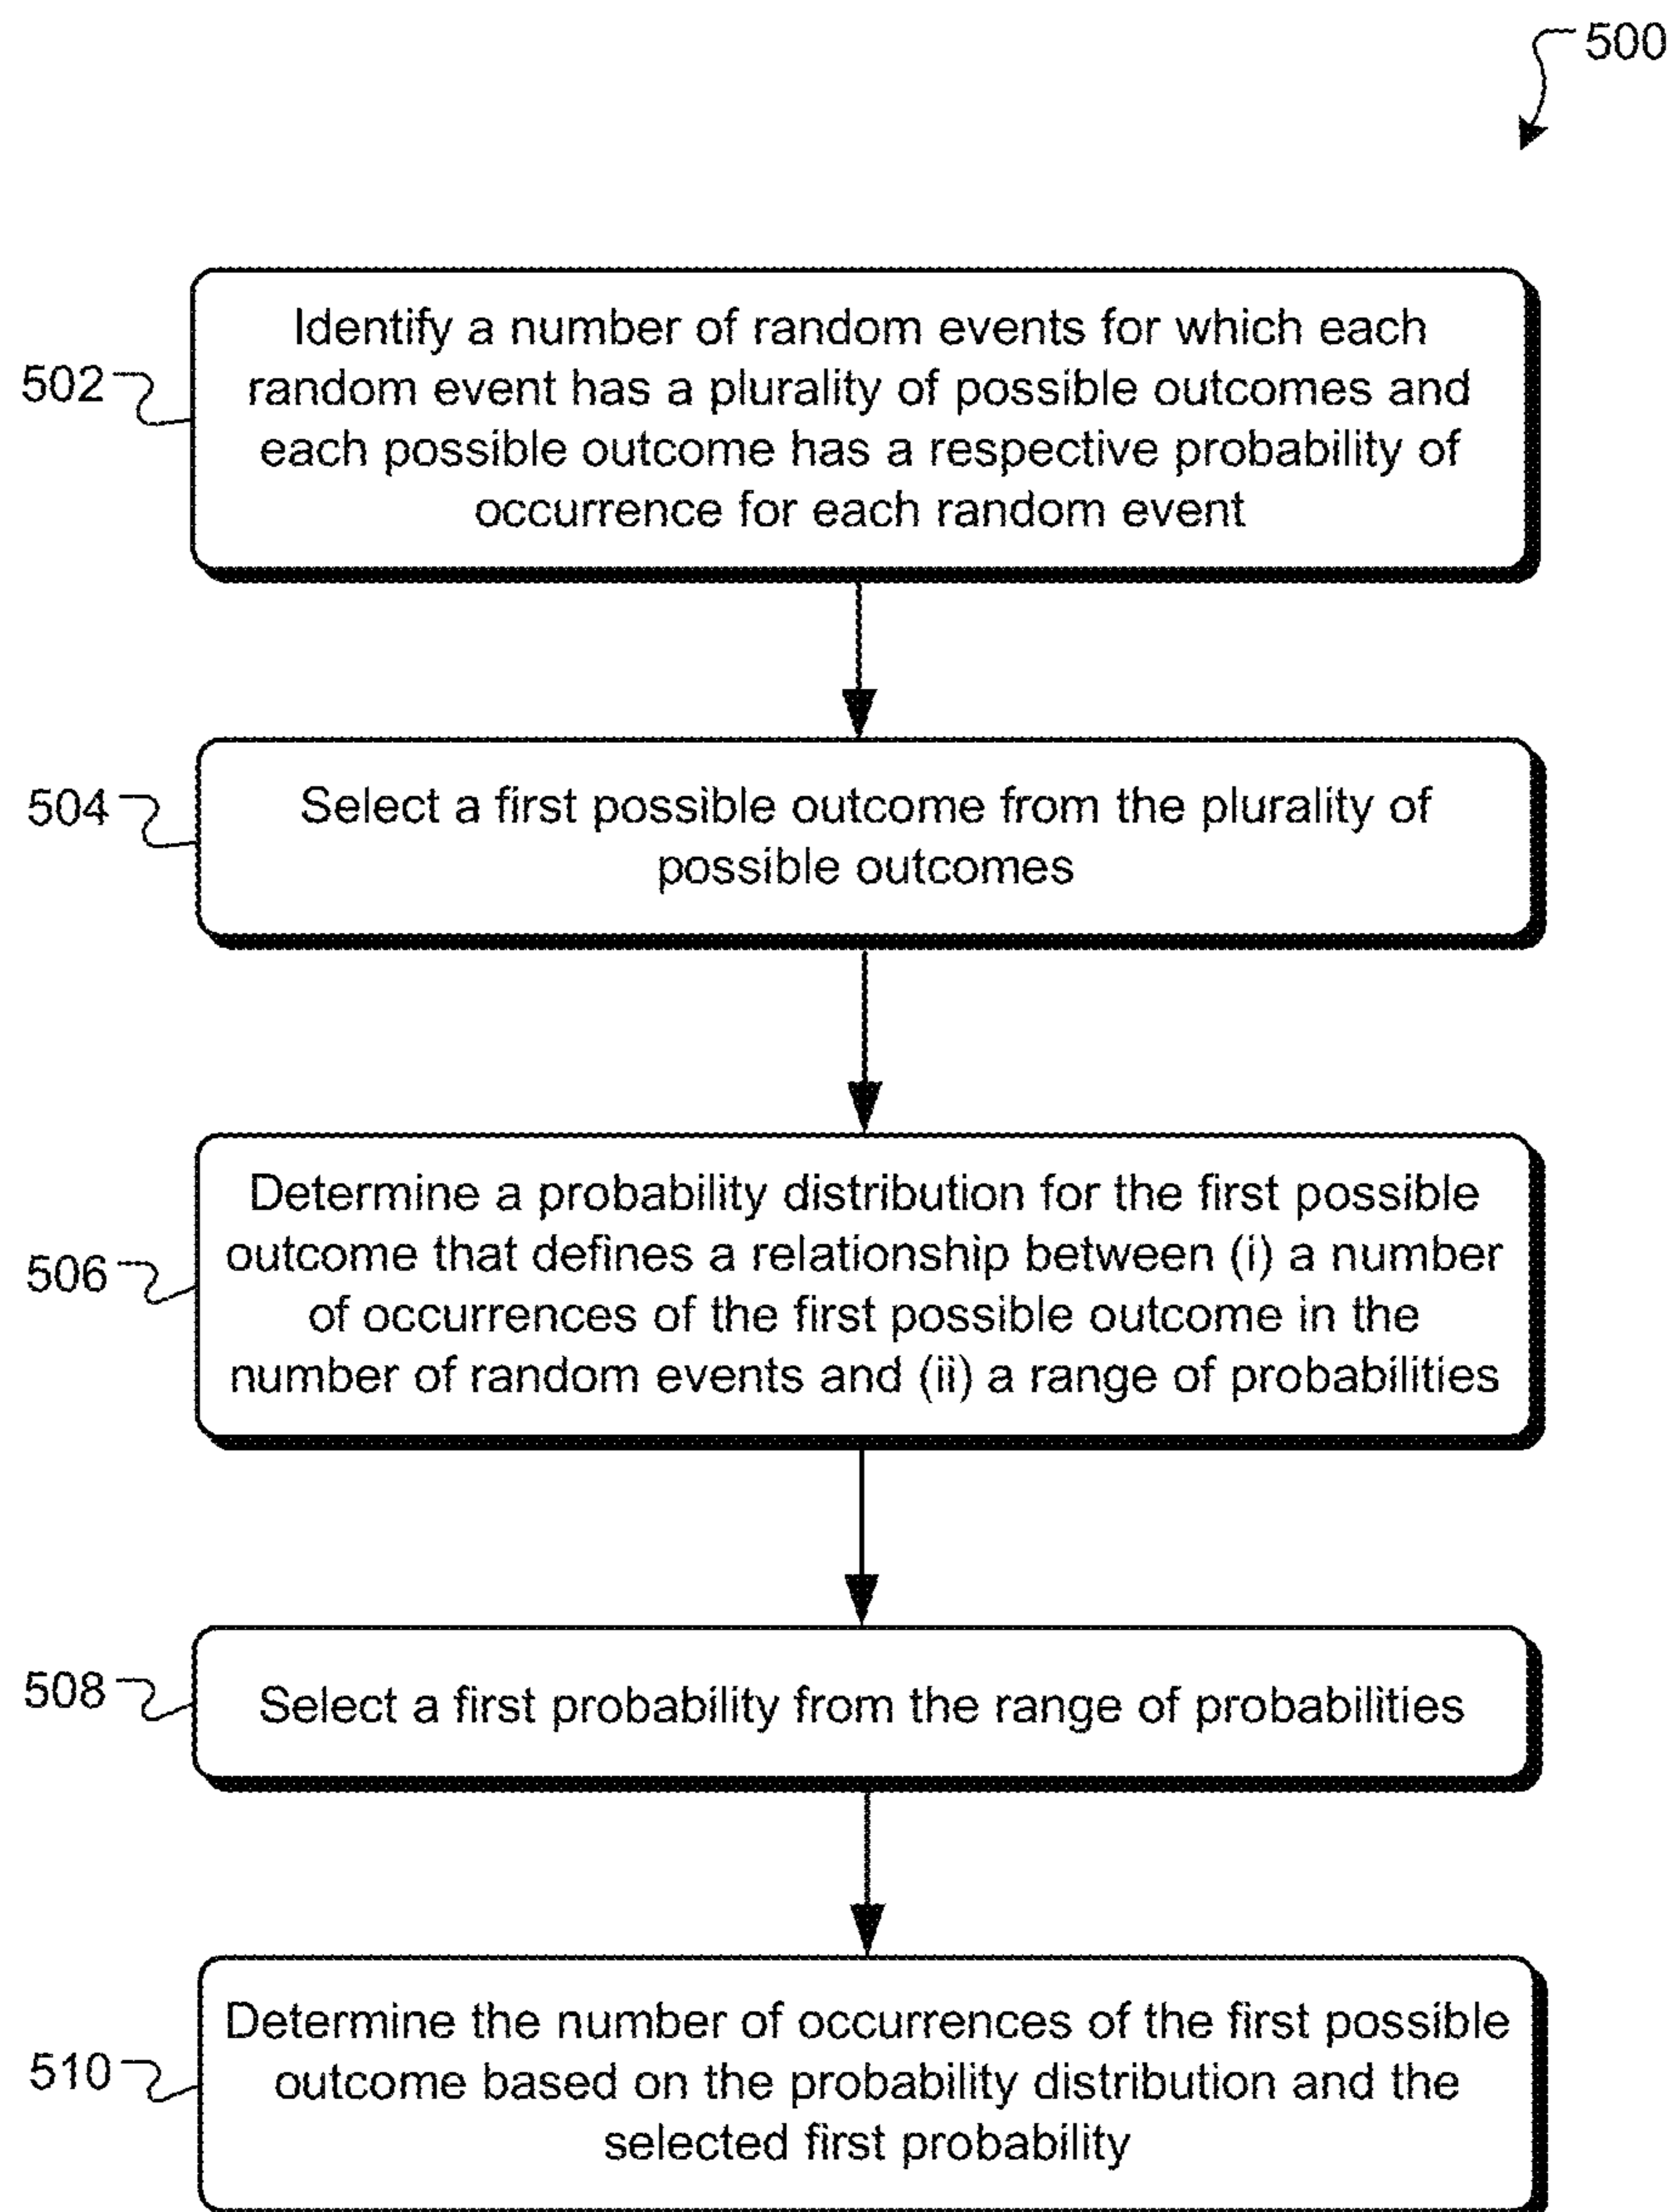 500
502
Identify a number of random events for which each
random event has a plurality of possible outcomes and
each possible outcome has a respective probability of
occurrence for each random event
504
Select a first possible outcome from the plurality of
possible outcomes
506
Determine a probability distribution for the first possible
outcome that defines a relationship between (i) a number
of occurrences of the first possible outcome in the
number of random events and (ii) a range of probabilities
508
Select a first probability from the range of probabilities
510
Determine the number of occurrences of the first possible
outcome based on the probability distribution and the
selected first probability